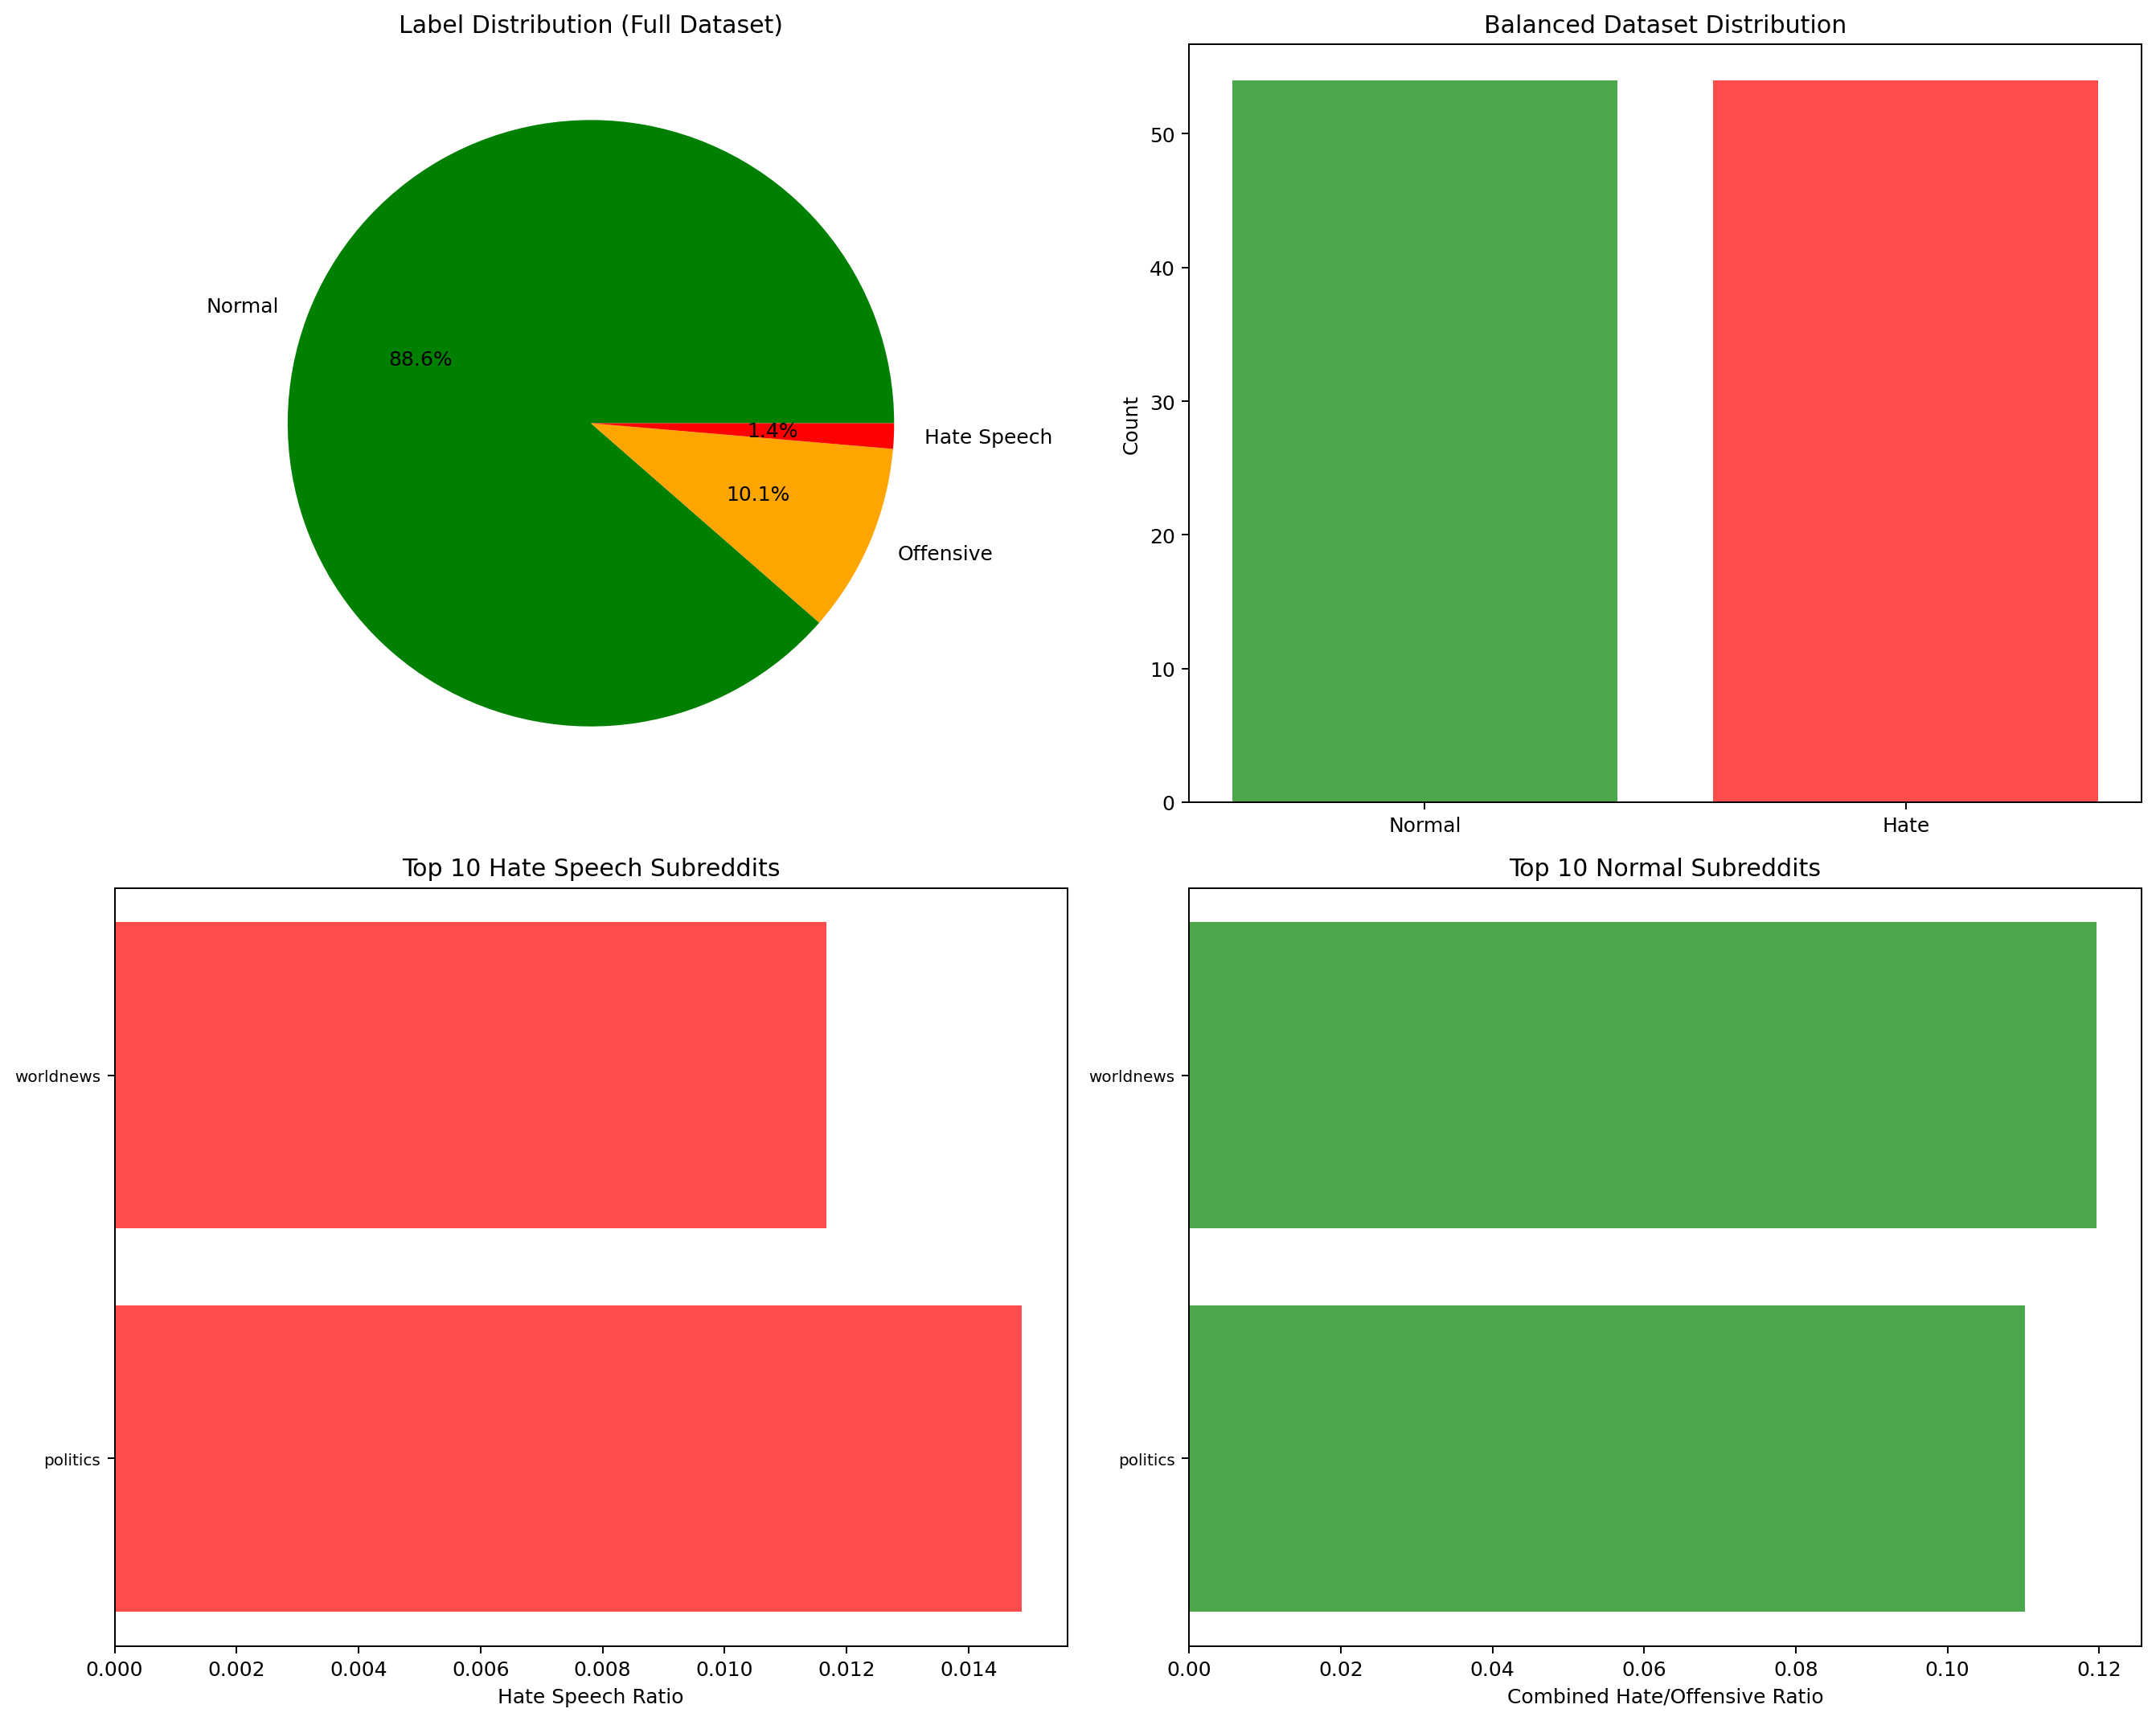 Label Distribution (Full Dataset)
Normal
88.6%
1.4%
Hate Speech
10.1%
Offensive
Balanced Dataset Distribution
Count
50
40
30
20
10
0
Normal
Hate
Top 10 Hate Speech Subreddits
worldnews
politics
0.000 0.002 0.004 0.006 0.008 0.010 0.012 0.014
Hate Speech Ratio
Top 10 Normal Subreddits
worldnews
politics
0.00 0.02 0.04 0.06 0.08 0.10 0.12
Combined Hate/Offensive Ratio